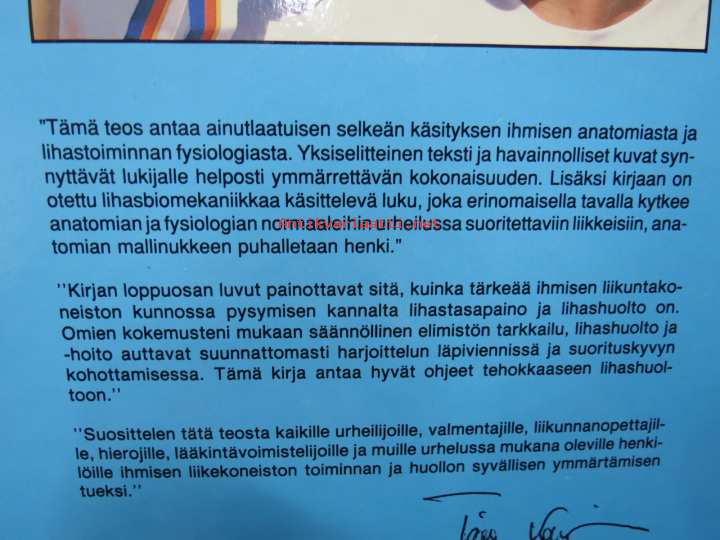 "Tämä teos antaa ainutlaatuisen selkeän käsityksen ihmisen anatomiasta ja
lihastoiminnan fysiologiasta. Yksiselitteinen teksti ja havainnolliset kuvat syn-
nyttävät lukijalle helposti ymmärrettävän kokonaisuuden. Lisäksi kirjaan on
otettu lihasbiomekaniikkaa käsittelevä luku, joka erinomaisella tavalla kytkee
anatomian ja fysiologian normaaveihin urheilussa suoritettaviin liikkeisiin, ana-
tomian mallinukkeen puhalletaan henki."
''Kirjan loppuosan luvut painottavat sitä, kuinka tärkeää ihmisen liikuntako-
neiston kunnossa pysymisen kannalta lihastasapaino ja lihashuolto on.
Omien kokemusteni mukaan säännöllinen elimistön tarkkailu, lihashuolto ja
-hoito auttavat suunnattomasti harjoittelun läpiviennissä ja suorituskyvyn
kohottamisessa. Tämä kirja antaa hyvät ohjeet tehokkaaseen lihashuol-
toon.''
''Suosittelen tätä teosta kaikille urheilijoille, valmentajille, liikunnanopettajil-
le, hierojille, lääkintävoimistelijoille ja muille urhelussa mukana oleville henki-
löille ihmisen liikekoneiston toiminnan ja huollon syvällisen ymmärtämisen
tueksi.''